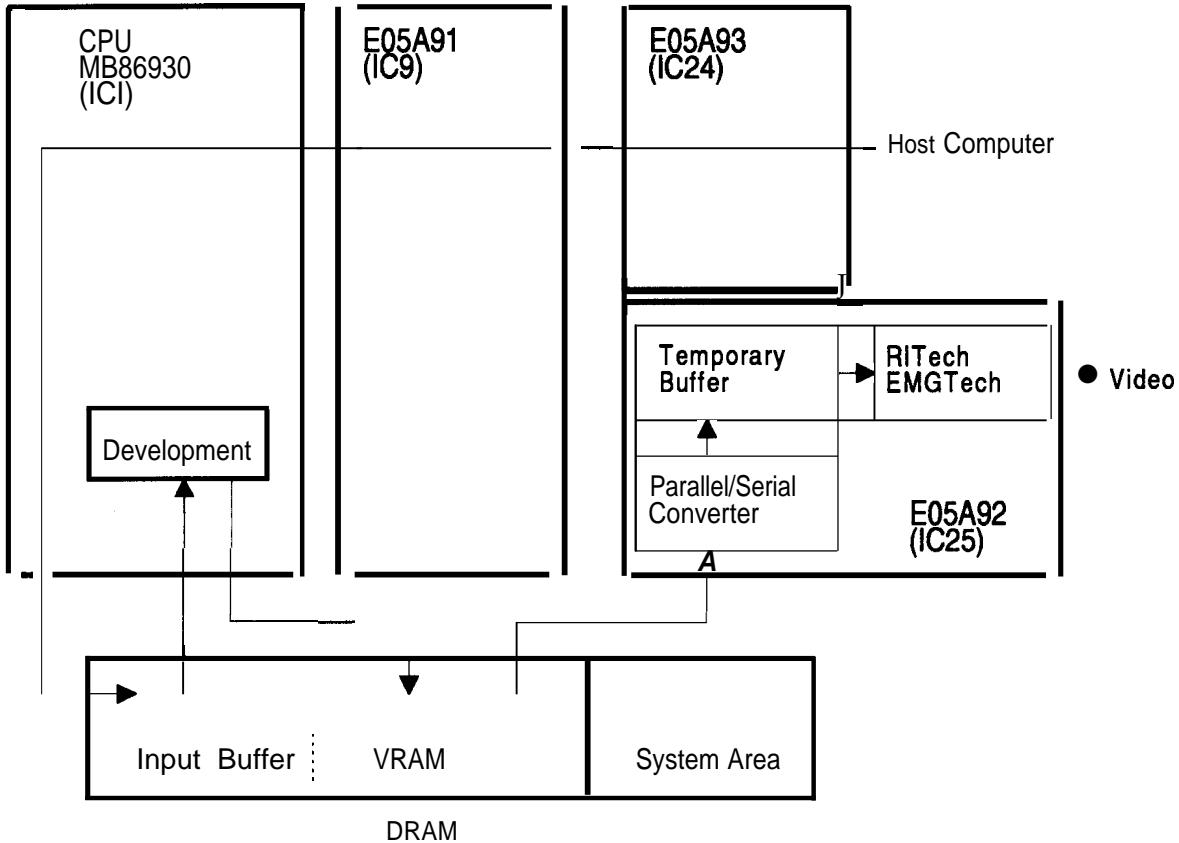 CPU
MB86930
(ICI)
E05A91
(IC9)
E05A93
(IC24)
Host Computer
Temporary
Buffer
RITech
EMGTech
Video
Development
Parallel/Serial
Converter
E05A92
(IC25)
A
Input Buffer
VRAM
System Area
DRAM